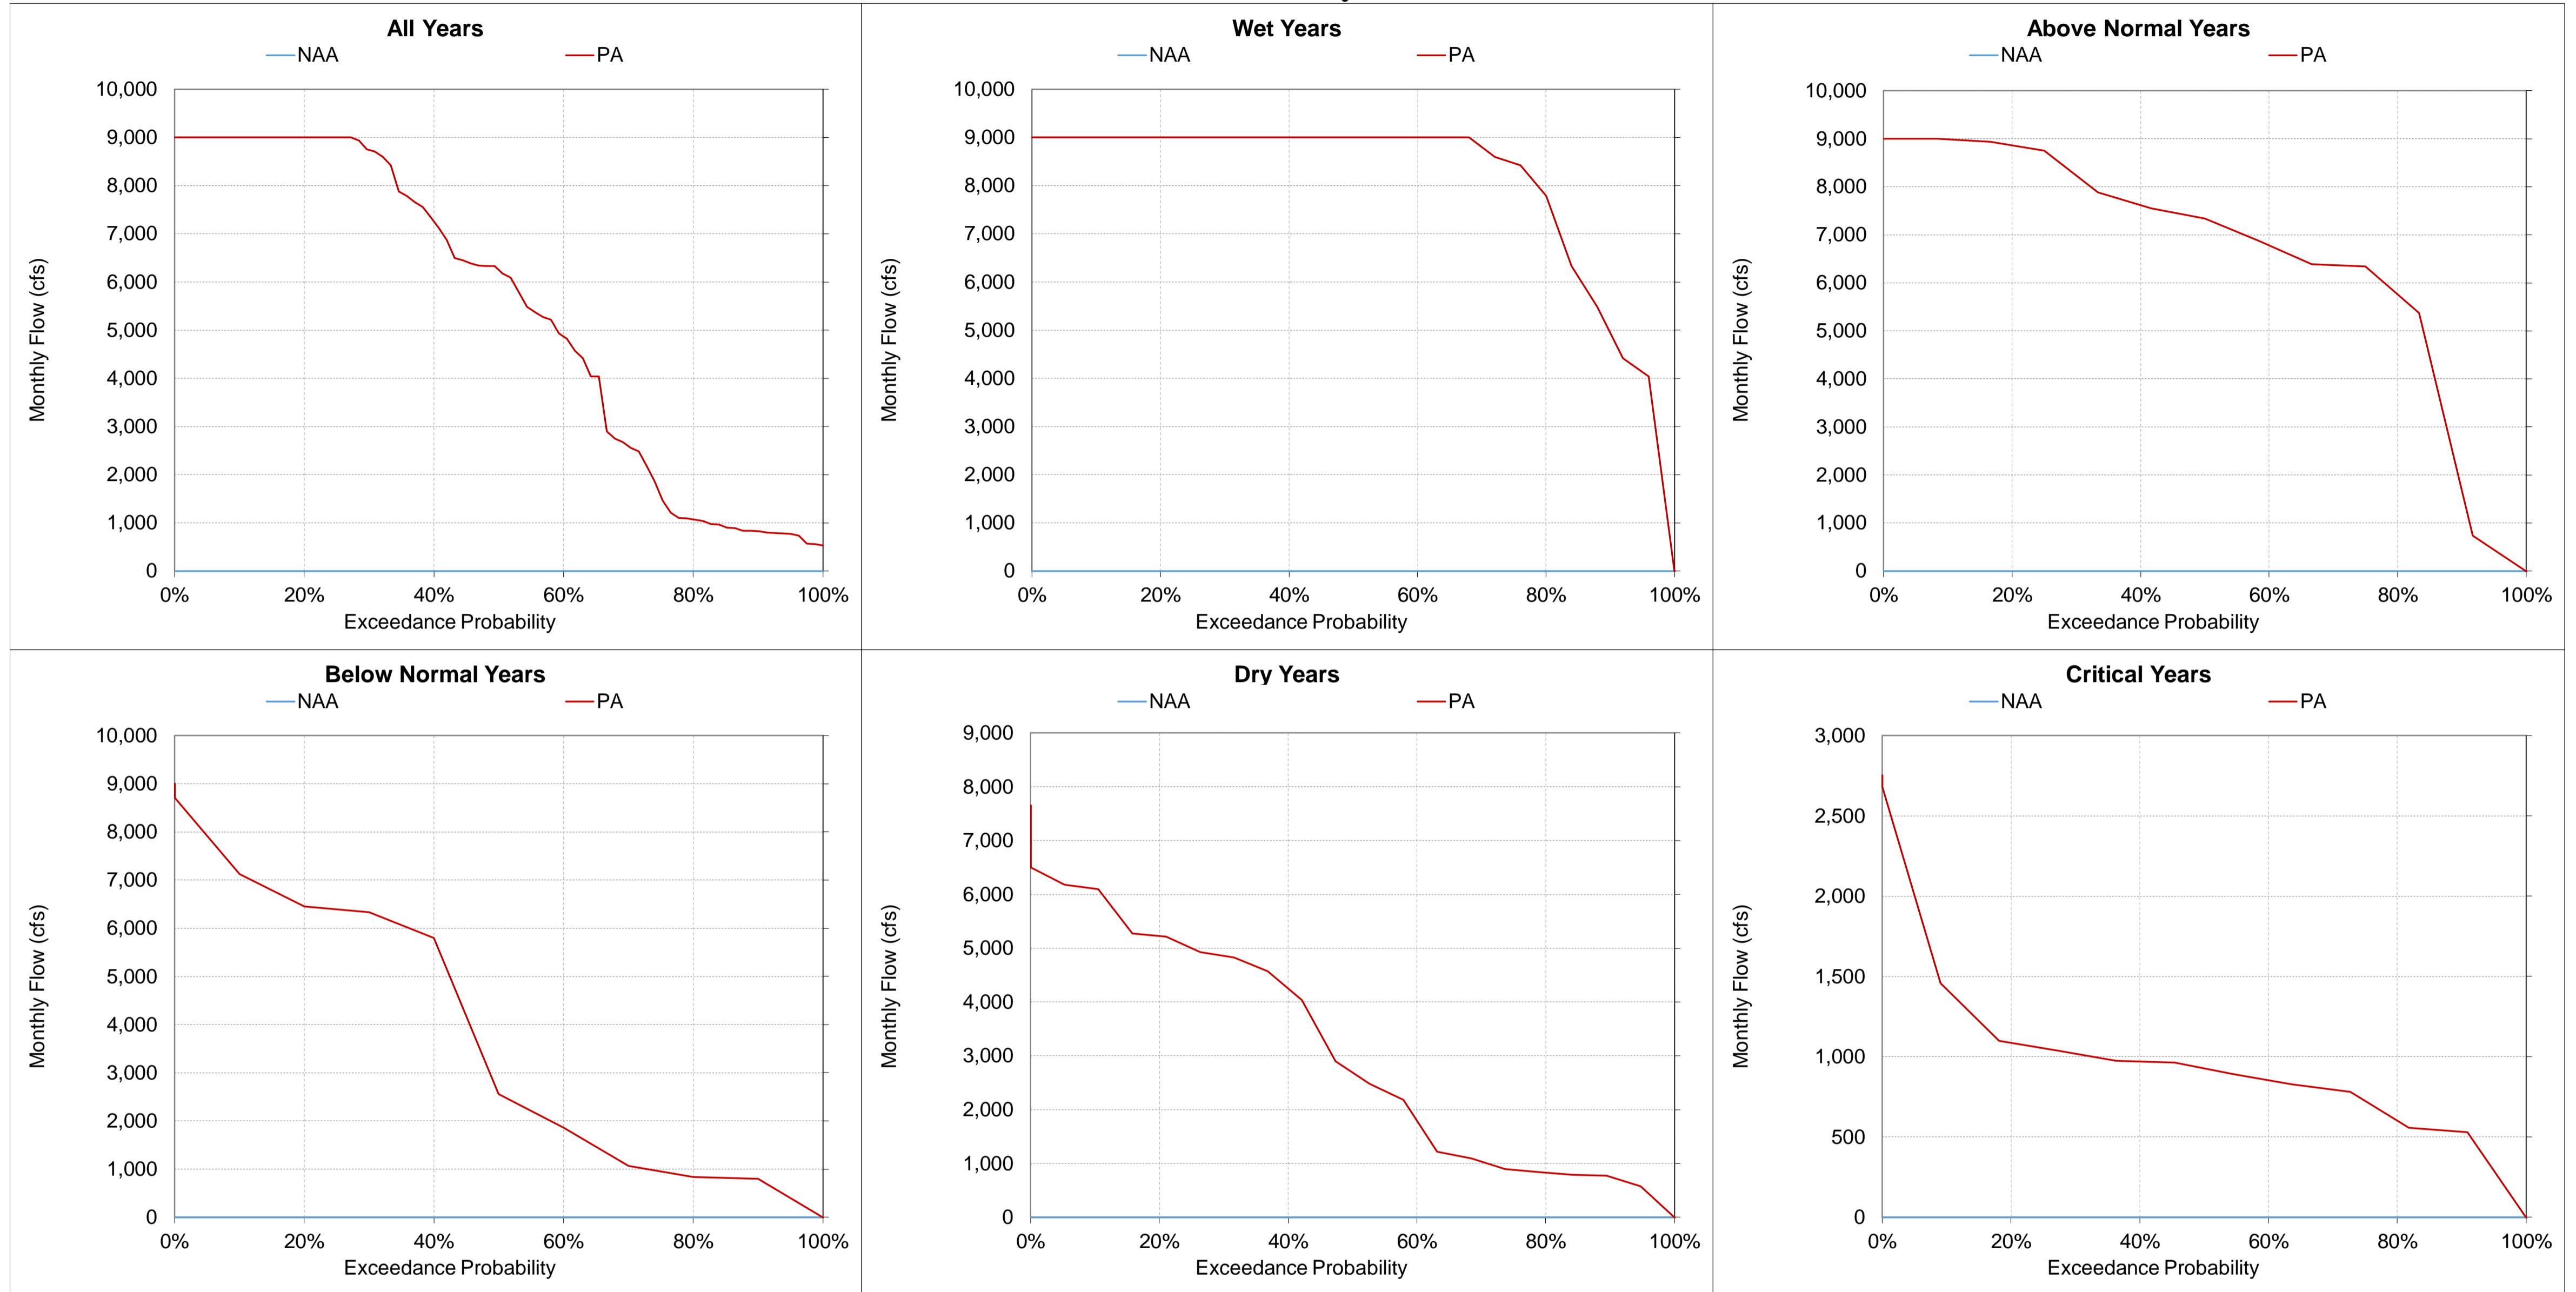 All Years
NAA PA
10,000
9,000
8,000
7,000
6,000
5,000
4,000
3,000
2,000
1,000
0
Monthly Flow (cfs)
0% 20% 40% 60% 80% 100%
Exceedance Probability
Wet Years
NAA PA
10,000
9,000
8,000
7,000
6,000
5,000
4,000
3,000
2,000
1,000
0
Monthly Flow (cfs)
0% 20% 40% 60% 80% 100%
Exceedance Probability
Above Normal Years
NAA PA
10,000
9,000
8,000
7,000
6,000
5,000
4,000
3,000
2,000
1,000
0
Monthly Flow (cfs)
0% 20% 40% 60% 80% 100%
Exceedance Probability
Below Normal Years
NAA PA
10,000
9,000
8,000
7,000
6,000
5,000
4,000
3,000
2,000
1,000
0
Monthly Flow (cfs)
0% 20% 40% 60% 80% 100%
Exceedance Probability
Dry Years
NAA PA
9,000
8,000
7,000
6,000
5,000
4,000
3,000
2,000
1,000
0
Monthly Flow (cfs)
0% 20% 40% 60% 80% 100%
Exceedance Probability
Critical Years
NAA PA
3,000
2,500
2,000
1,500
1,000
500
0
Monthly Flow (cfs)
0% 20% 40% 60% 80% 100%
Exceedance Probability